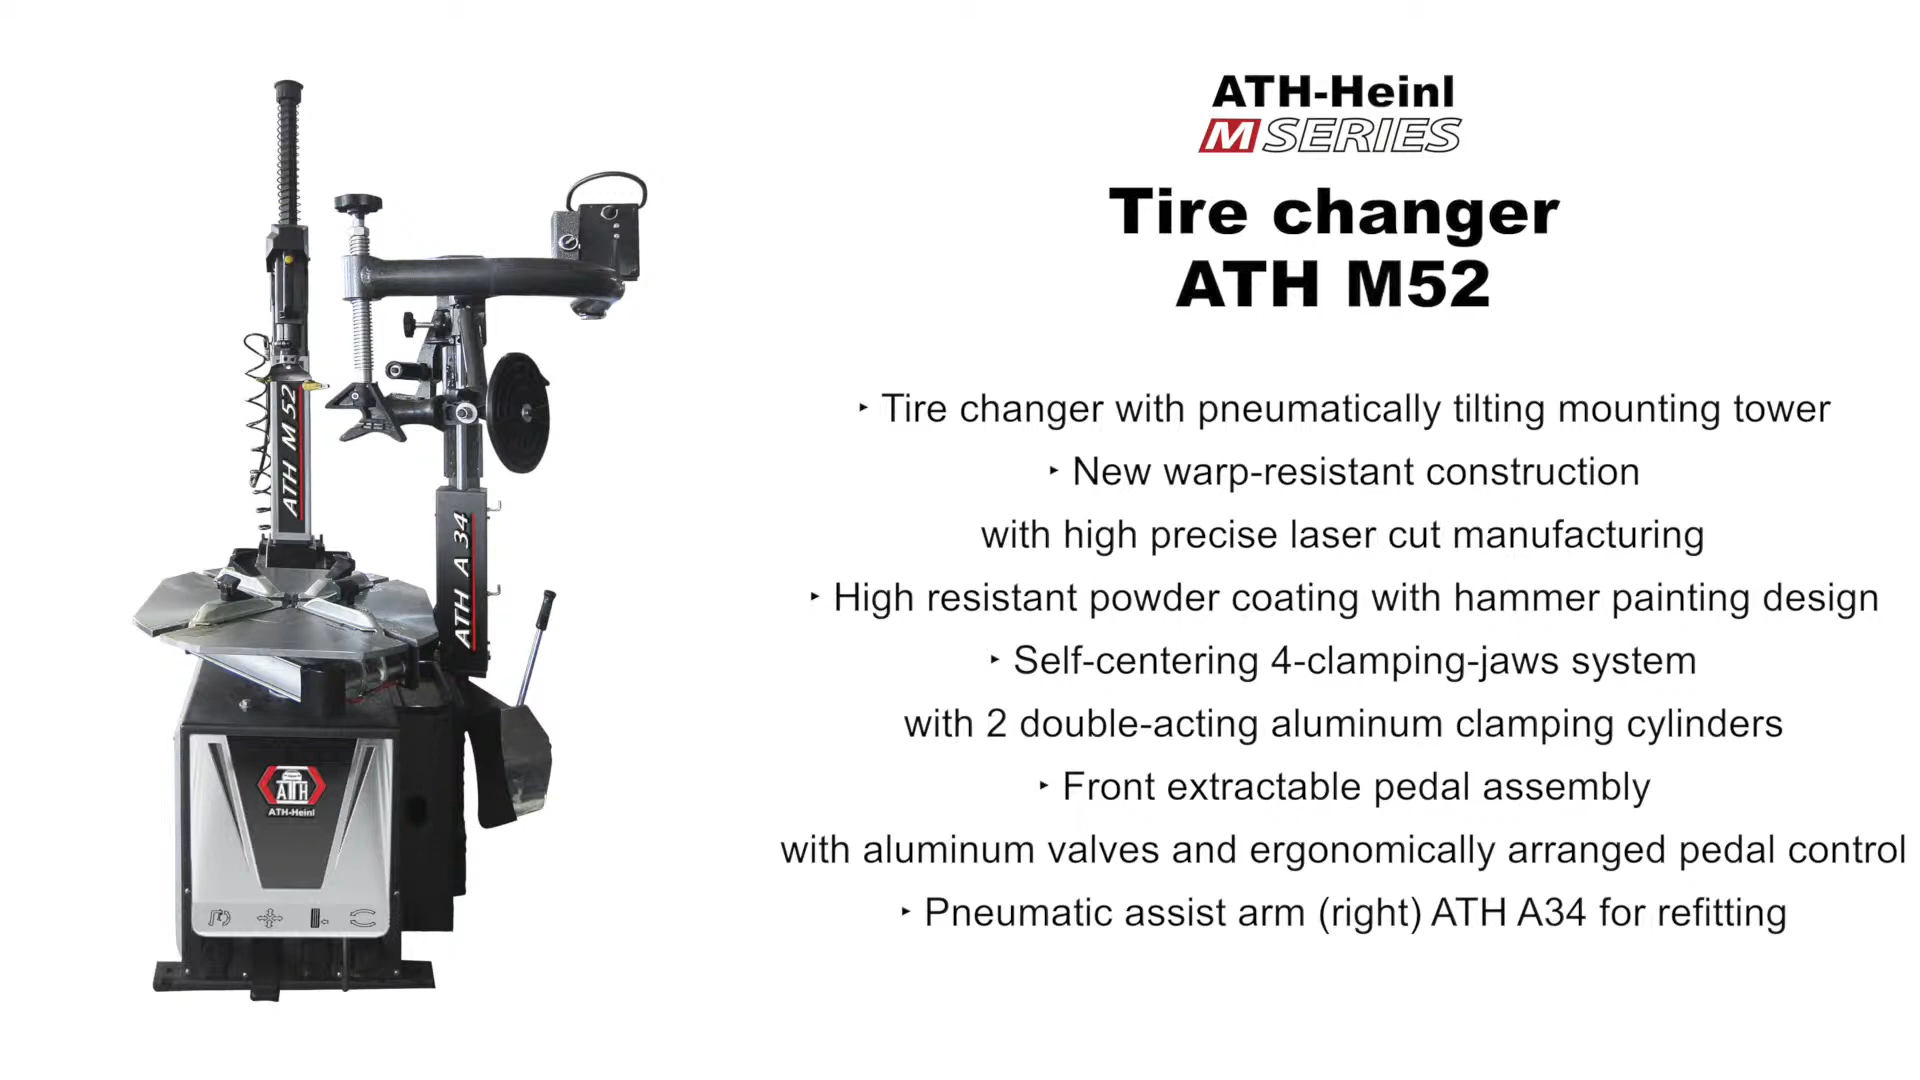 ATH-Heinl
M SERIES
Tire changer
ATH M52
‣ Tire changer with pneumatically tilting mounting tower
‣ New warp-resistant construction
with high precise laser cut manufacturing
‣ High resistant powder coating with hammer painting design
‣ Self-centering 4-clamping-jaws system
with 2 double-acting aluminum clamping cylinders
‣ Front extractable pedal assembly
with aluminum valves and ergonomically arranged pedal control
‣ Pneumatic assist arm (right) ATH A34 for refitting
ATH M 52
ATH A 34
ATH
ATH-Heinl